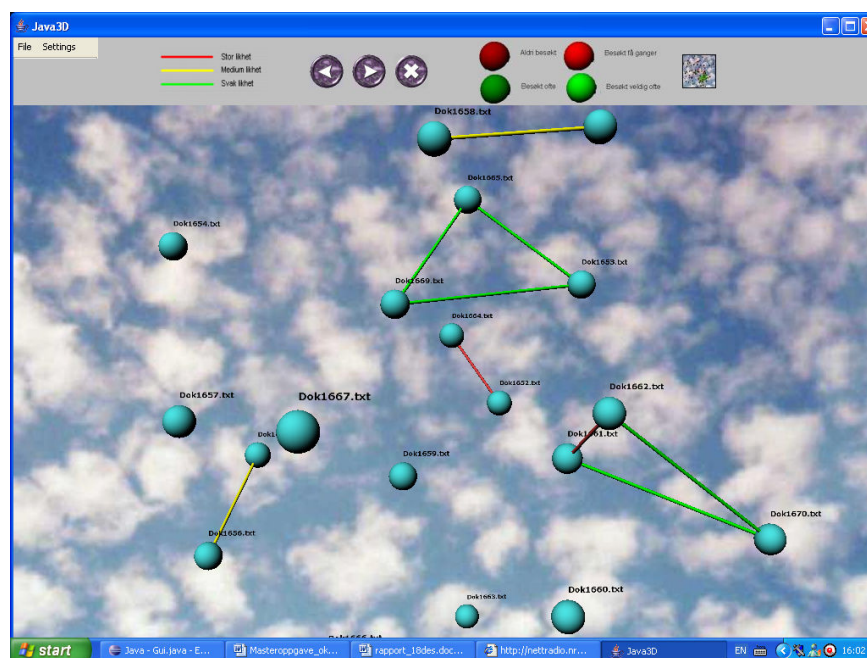 Java3D
File Settings
Stor likhet
Medium likhet
Svak likhet
Aldri besøkt
Besøkt få ganger
Besøkt ofte
Besøkt veldig ofte
Dok1658.txt
Dok1665.txt
Dok1654.txt
Dok1653.txt
Dok1669.txt
Dok1664.txt
Dok1652.txt
Dok1662.txt
Dok1657.txt
Dok1667.txt
Dok1659.txt
Dok1670.txt
Dok1656.txt
Dok1663.txt
Dok1660.txt
Dok1666.txt
start
Java - Gui.java - E...
Masteroppgave_ok...
rapport_18des.doc...
http://nettradio.nr...
Java3D
EN
16:02